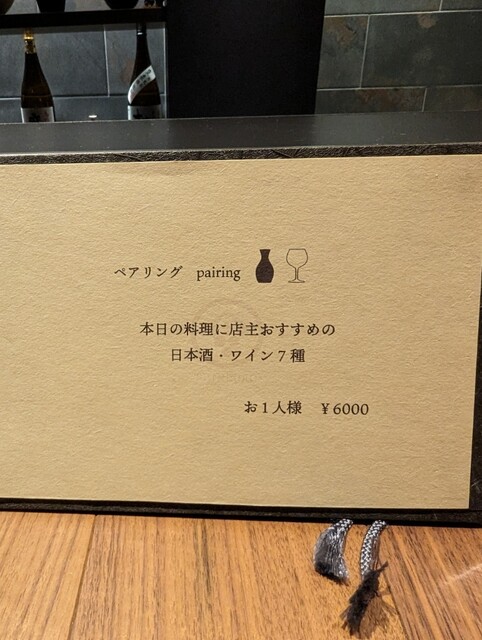 ペアリング　pairing
本日の料理に店主おすすめの
日本酒・ワイン7種
お1人様　￥6000